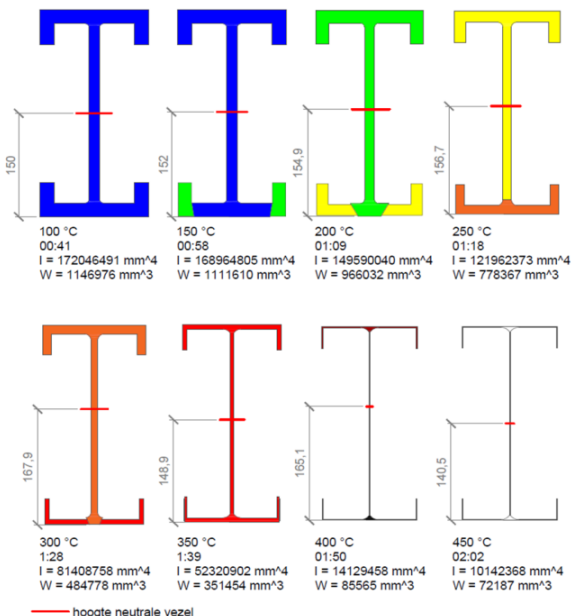 150
152
154,9
156,7
100 °C
00:41
I = 172046491 mm^4
W = 1146976 mm^3
150 °C
00:58
I = 168964805 mm^4
W = 1111610 mm^3
200 °C
01:09
I = 149590040 mm^4
W = 966032 mm^3
250 °C
01:18
I = 121962373 mm^4
W = 778367 mm^3
167,9
148,9
165,1
140,5
300 °C
1:28
I = 81408758 mm^4
W = 484778 mm^3
350 °C
1:39
I = 52320902 mm^4
W = 351454 mm^3
400 °C
01:50
I = 14129458 mm^4
W = 85565 mm^3
450 °C
02:02
I = 10142368 mm^4
W = 72187 mm^3
hoogte neutrale vezel